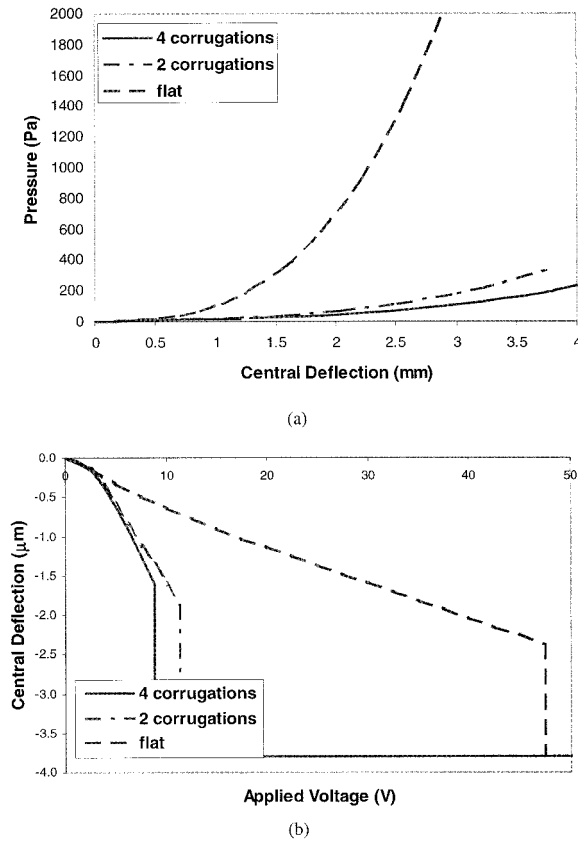 2000
1800
1600
1400
1200
1000
800
600
400
200
0
Pressure (Pa)
4 corrugations
2 corrugations
flat
0 0.5 1 1.5 2 2.5 3 3.5 4
Central Deflection (mm)
(a)
0.0
-0.5
-1.0
-1.5
-2.0
-2.5
-3.0
-3.5
-4.0
Central Deflection (μm)
0 10 20 30 40 50
4 corrugations
2 corrugations
flat
Applied Voltage (V)
(b)